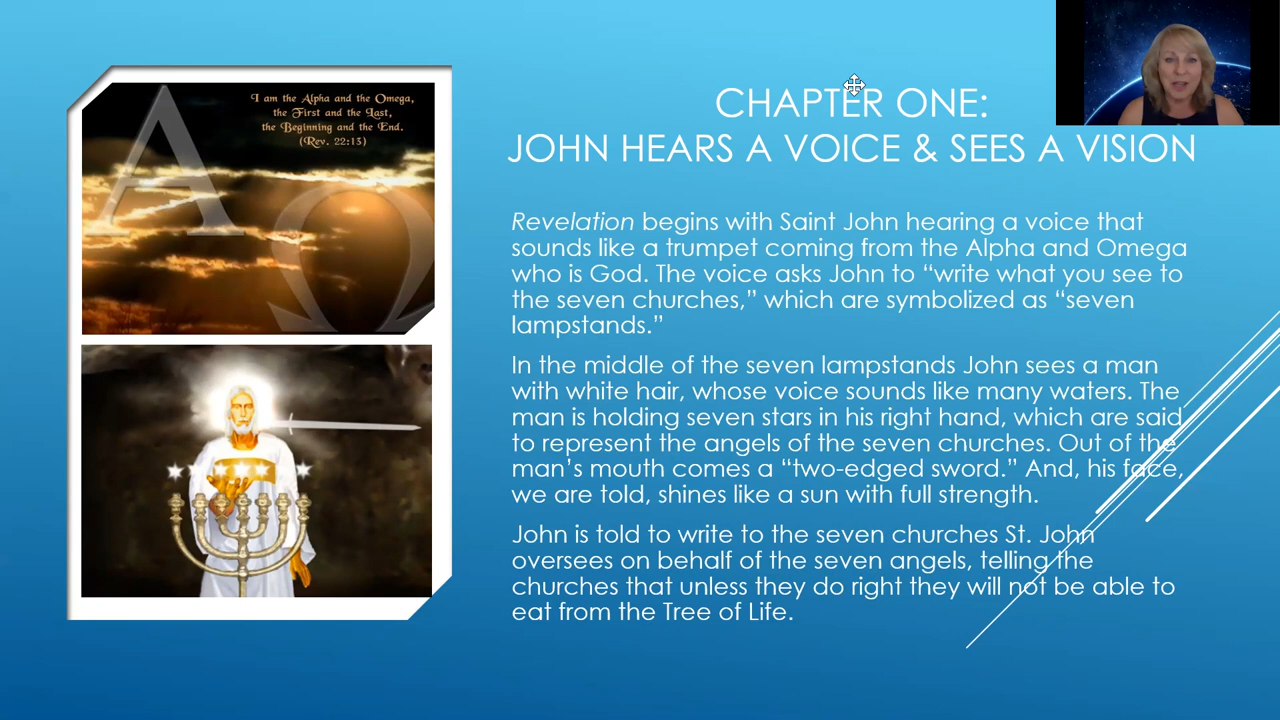 I am the Alpha and the Omega,
the First and the Last,
the Beginning and the End.
(Rev. 22:13)
A Ω
CHAPTER ONE:
JOHN HEARS A VOICE & SEES A VISION
Revelation begins with Saint John hearing a voice that
sounds like a trumpet coming from the Alpha and Omega
who is God. The voice asks John to “write what you see to
the seven churches,” which are symbolized as “seven
lampstands.”
In the middle of the seven lampstands John sees a man
with white hair, whose voice sounds like many waters. The
man is holding seven stars in his right hand, which are said
to represent the angels of the seven churches. Out of the
man’s mouth comes a “two-edged sword.” And, his face,
we are told, shines like a sun with full strength.
John is told to write to the seven churches St. John
oversees on behalf of the seven angels, telling the
churches that unless they do right they will not be able to
eat from the Tree of Life.